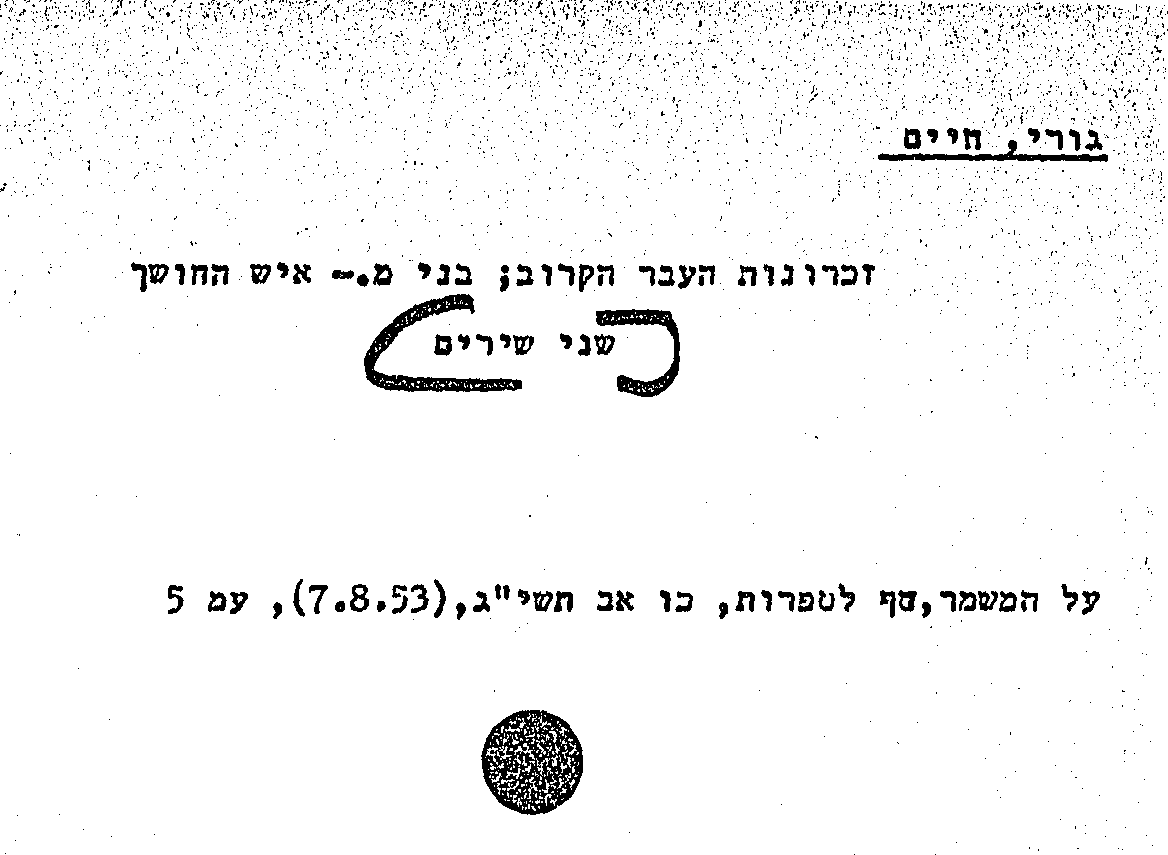 גורי, חיים
זכרונות העבר הקרוב; בני מ.- איש החושך
שני שירים
על המשמר,דף לספרות, כו אב תשי"ג,(7.8.53), עמ 5